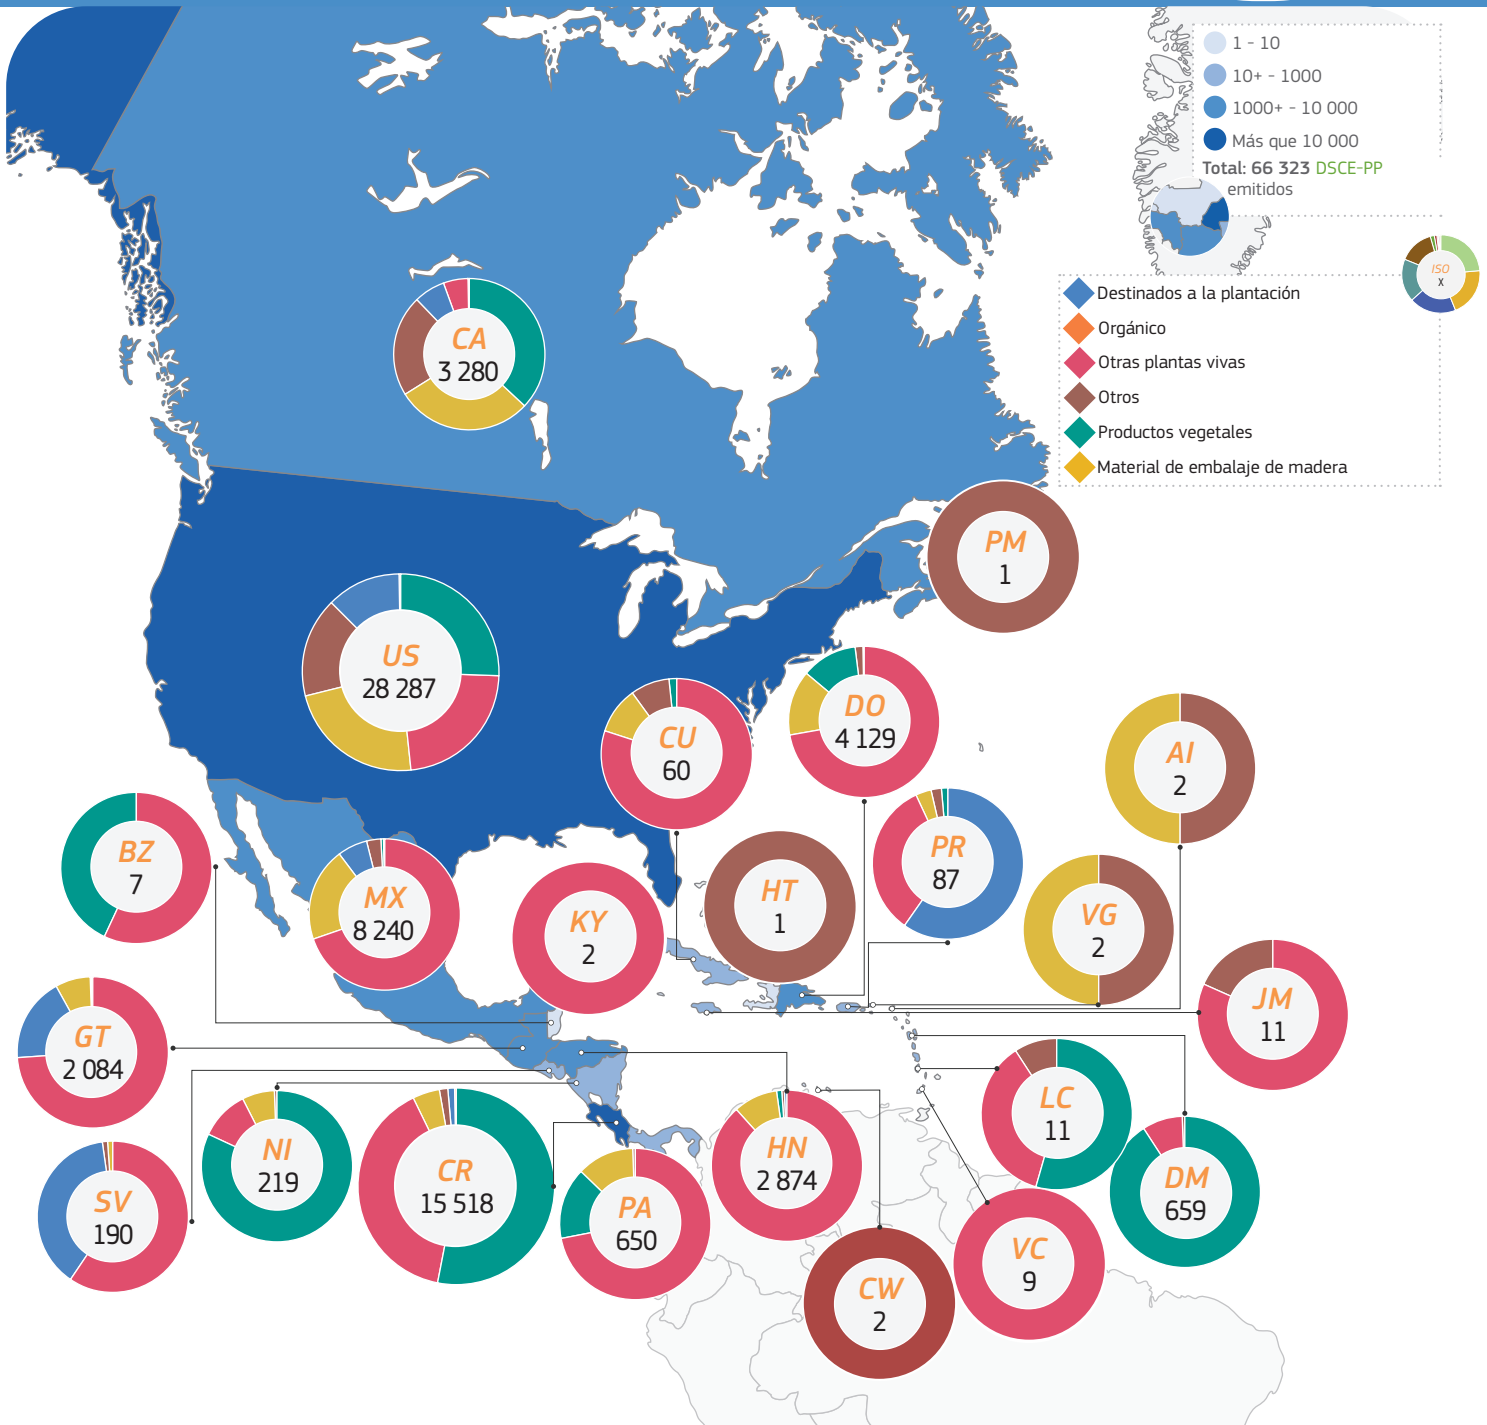 1 - 10
10+ - 1000
1000+ - 10 000
Más que 10 000
Total: 66 323 DSCE-PP
emitidos
ISO
x
Destinados a la plantación
Orgánico
Otras plantas vivas
Otros
Productos vegetales
Material de embalaje de madera
CA
3 280
PM
1
US
28 287
CU
60
DO
4 129
AI
2
BZ
7
MX
8 240
KY
2
HT
1
PR
87
VG
2
JM
11
GT
2 084
NI
219
SV
190
CR
15 518
PA
650
HN
2 874
LC
11
DM
659
CW
2
VC
9